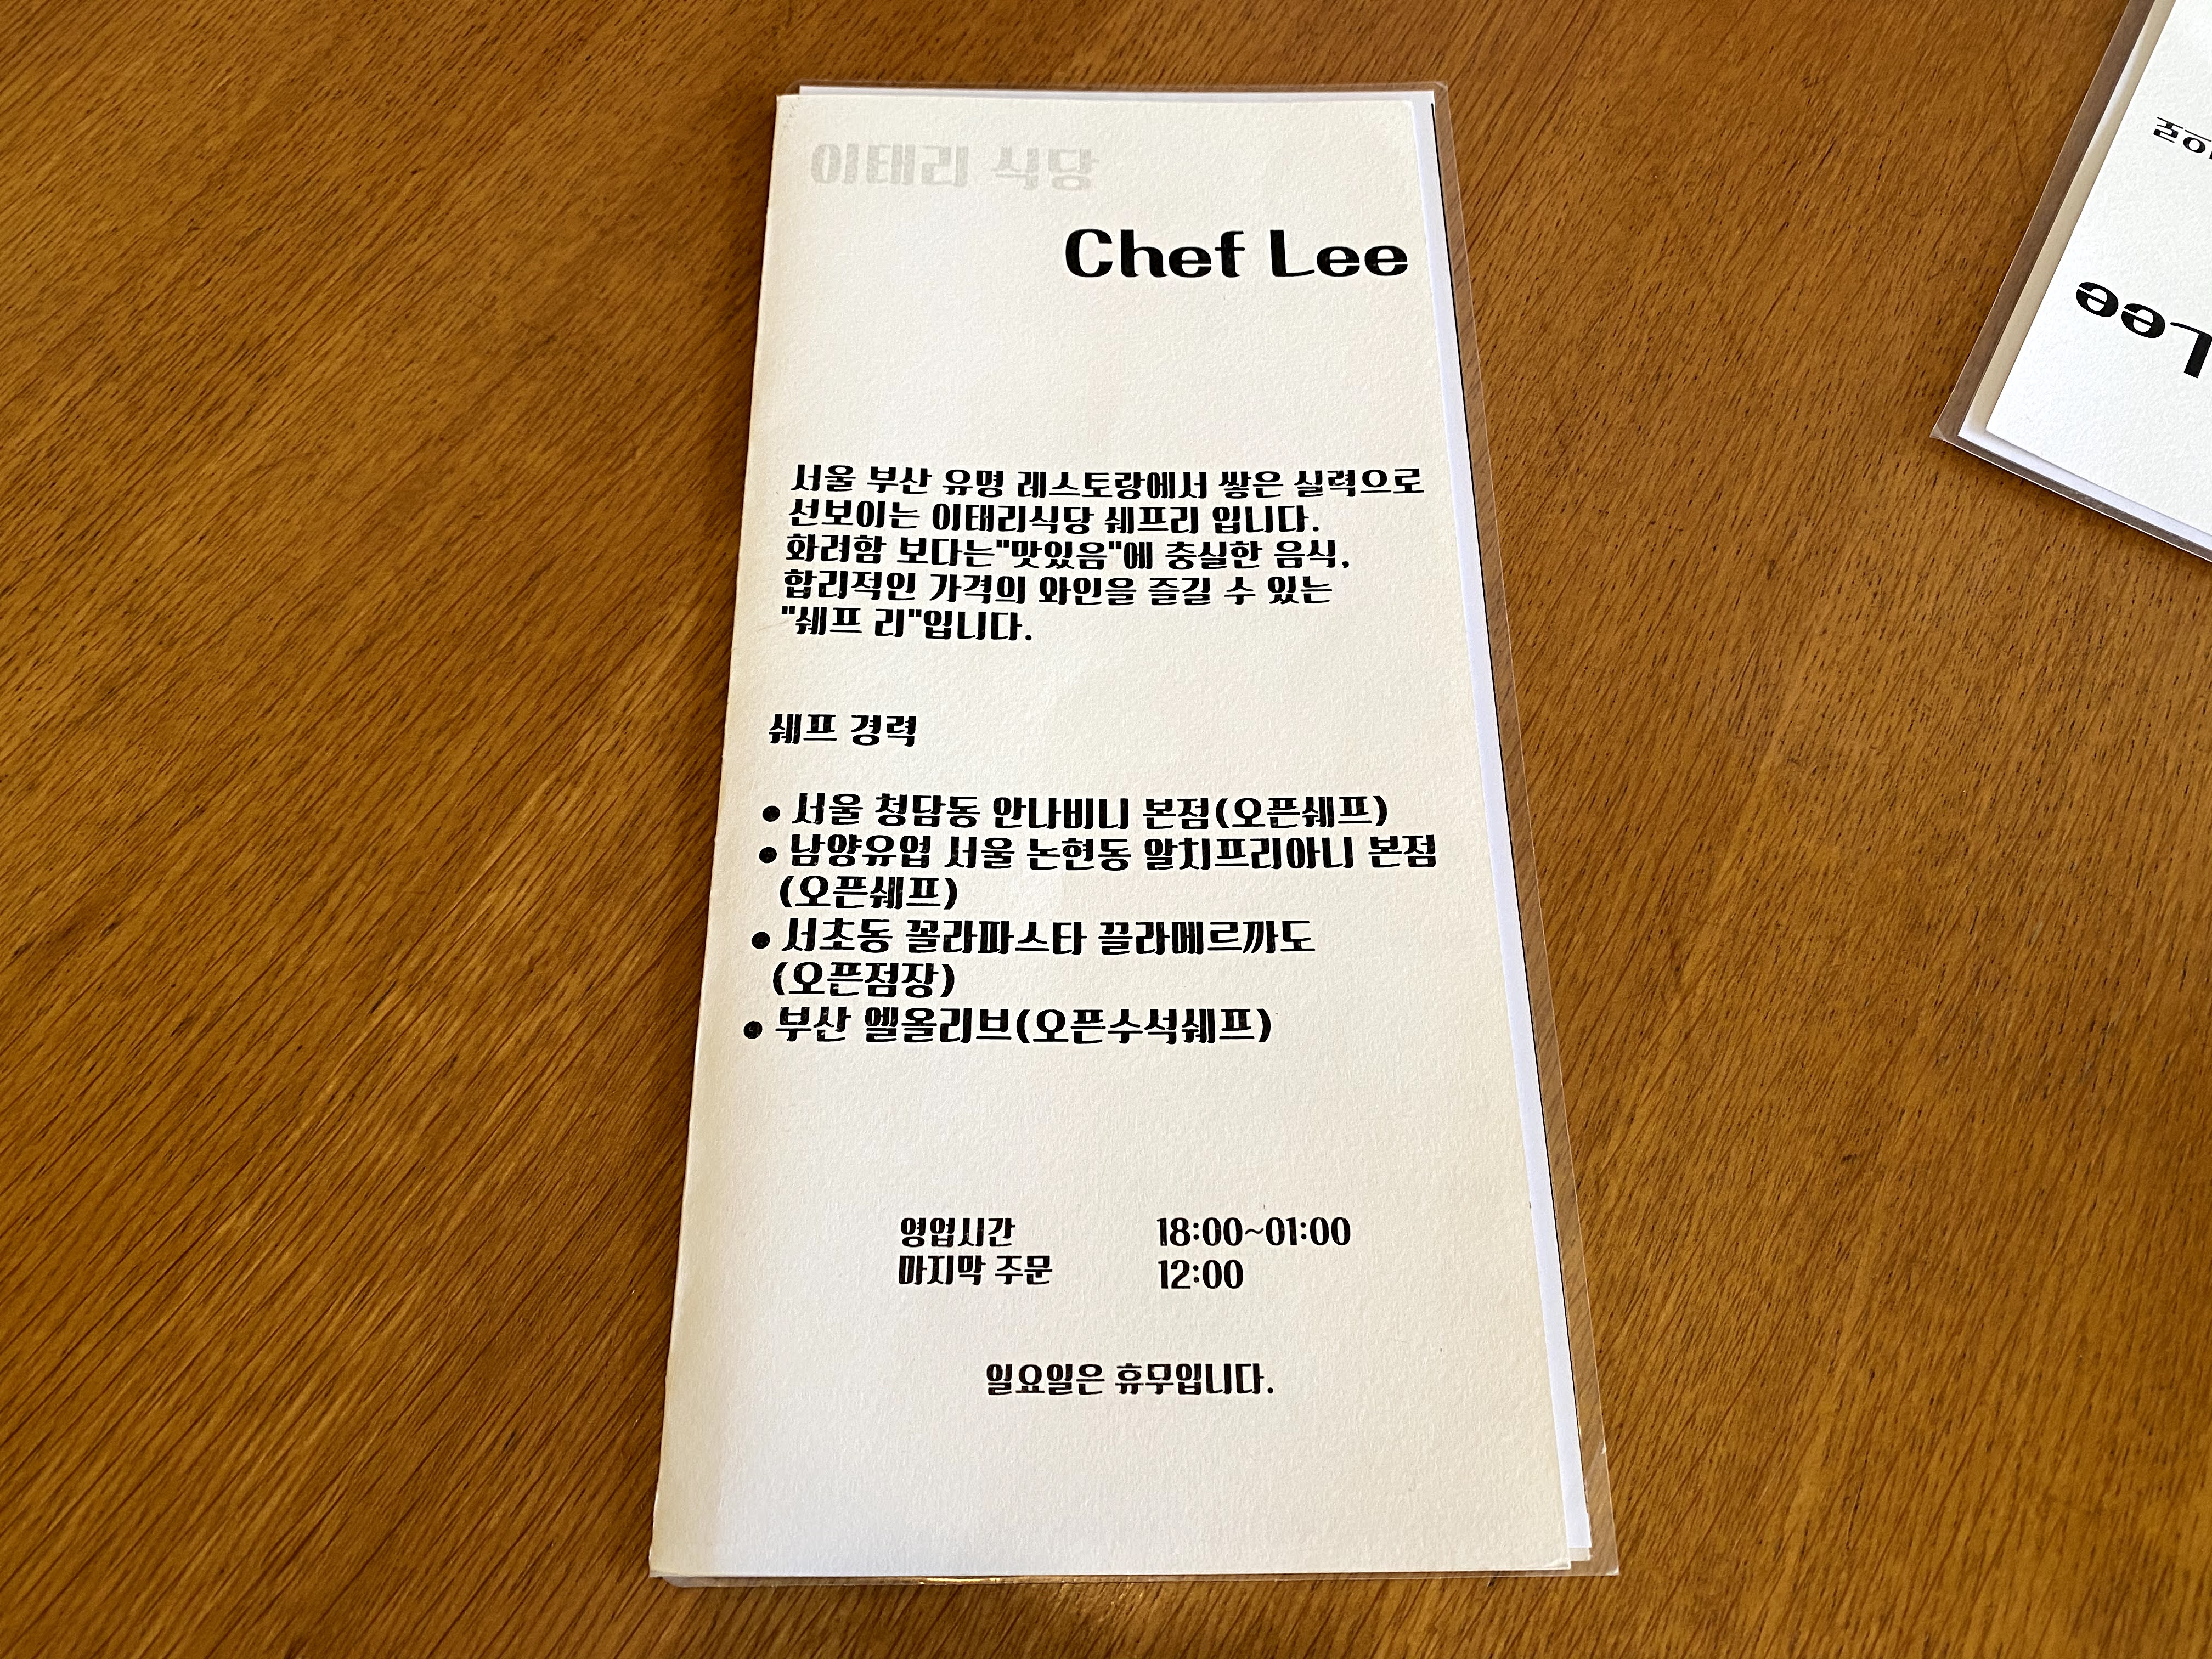 이태리 식당
Chef Lee
서울 부산 유명 레스토랑에서 쌓은 실력으로
선보이는 이태리식당 쉐프리 입니다.
화려함 보다는"맛있음"에 충실한 음식,
합리적인 가격의 와인을 즐길 수 있는
"쉐프 리"입니다.
쉐프 경력
● 서울 청담동 안나비니 본점(오픈쉐프)
● 남양유업 서울 논현동 알치프리아니 본점
(오픈쉐프)
● 서초동 꼴라파스타 끌라메르까도
(오픈점장)
● 부산 엘올리브(오픈수석쉐프)
영업시간 18:00~01:00
마지막 주문 12:00
일요일은 휴무입니다.
Lee